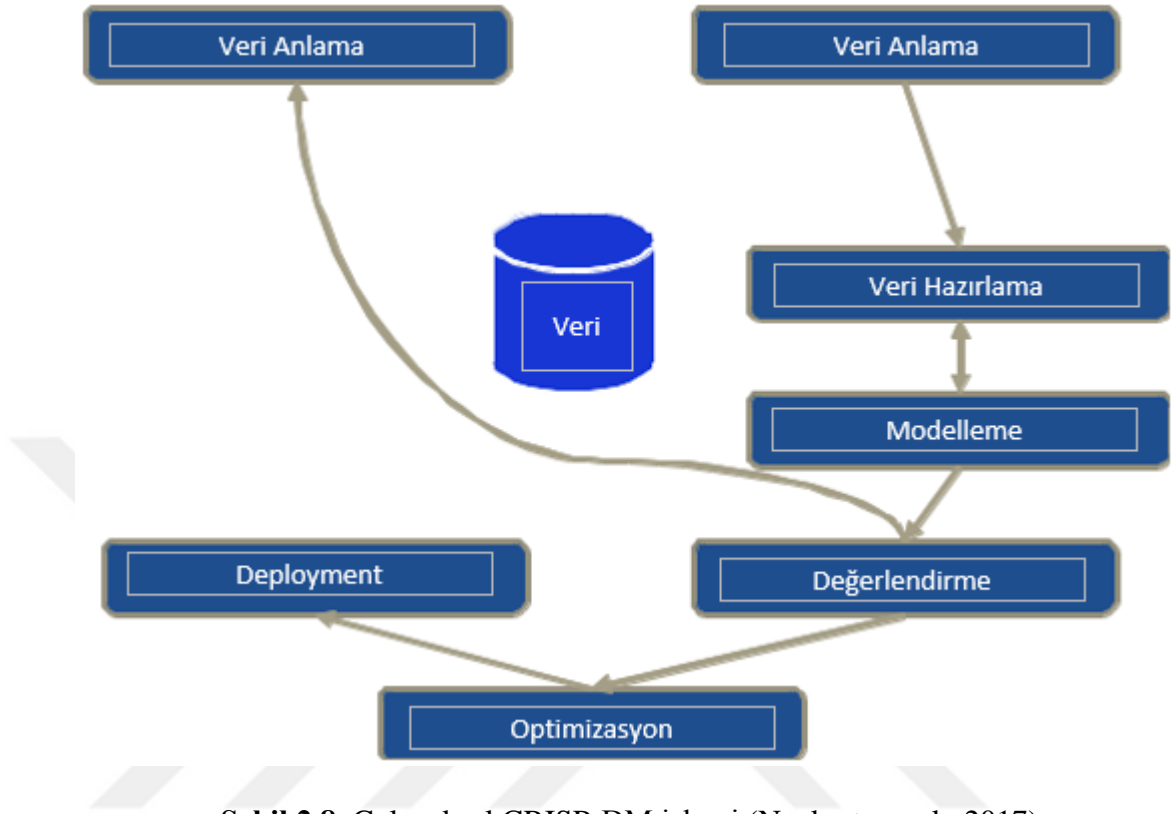 Veri Anlama
Veri Anlama
Veri Hazırlama
Veri
Modelleme
Deployment
Değerlendirme
Optimizasyon